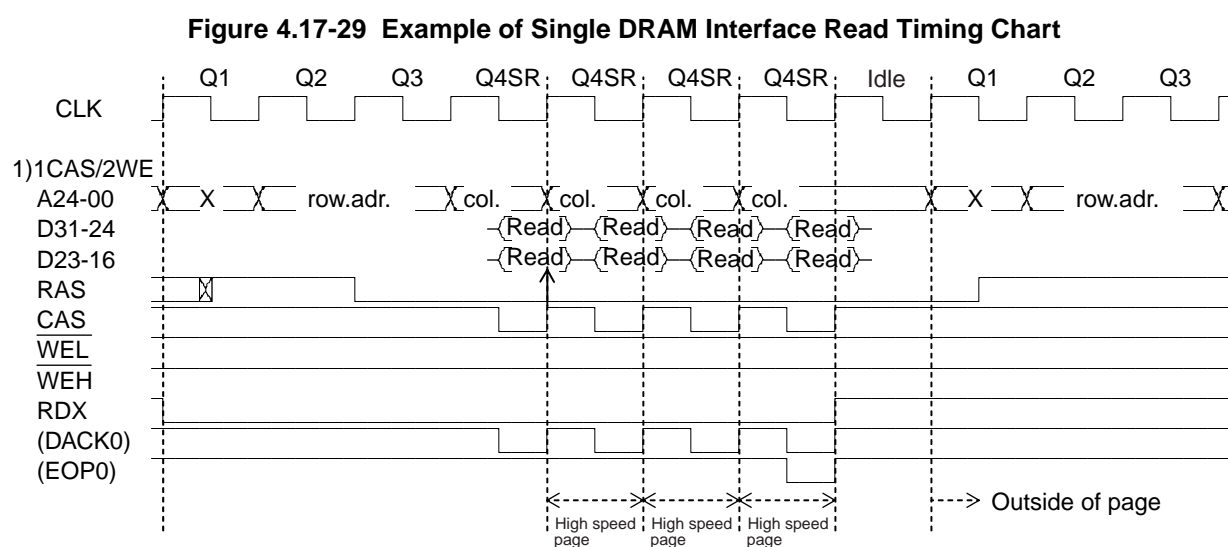 Figure 4.17-29 Example of Single DRAM Interface Read Timing Chart
Q1 Q2 Q3 Q4SR Q4SR Q4SR Q4SR Idle Q1 Q2 Q3
CLK
1)1CAS/2WE
A24-00 X row.adr. col. col. col. col. X row.adr.
D31-24 Read Read Read Read
D23-16 Read Read Read Read
RAS
CAS
WEL
WEH
RDX
(DACK0)
(EOP0)
Outside of page
High speed page High speed page High speed page